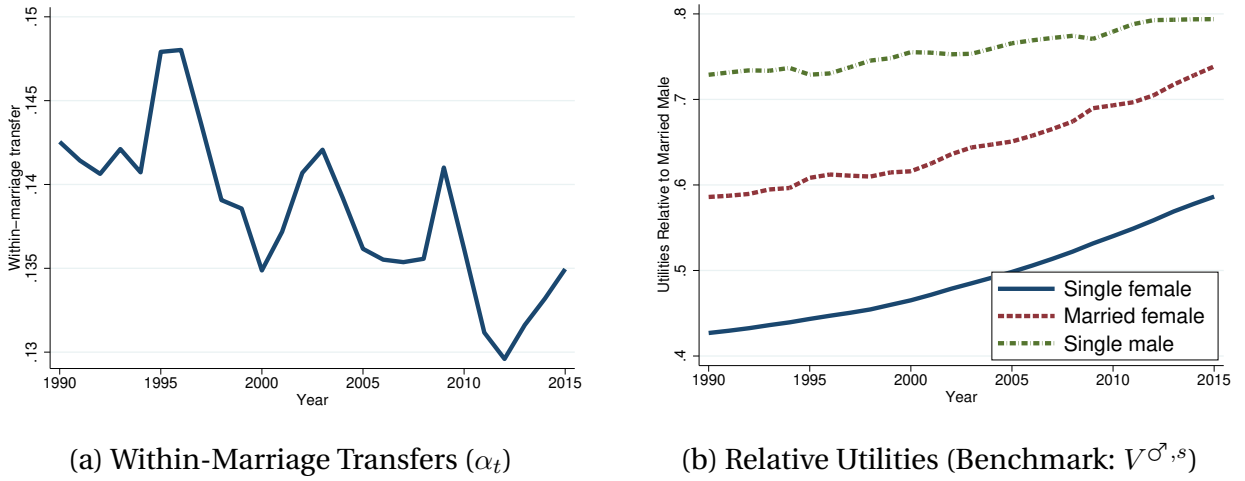 .15
.145
.14
.135
.13
Within−marriage transfer
1990 1995 2000 2005 2010 2015
Year
(a) Within-Marriage Transfers (αt)
.8
.7
.6
.5
.4
Utilities Relative to Married Male
Single female
Married female
Single male
1990 1995 2000 2005 2010 2015
Year
(b) Relative Utilities (Benchmark: V♂,s)